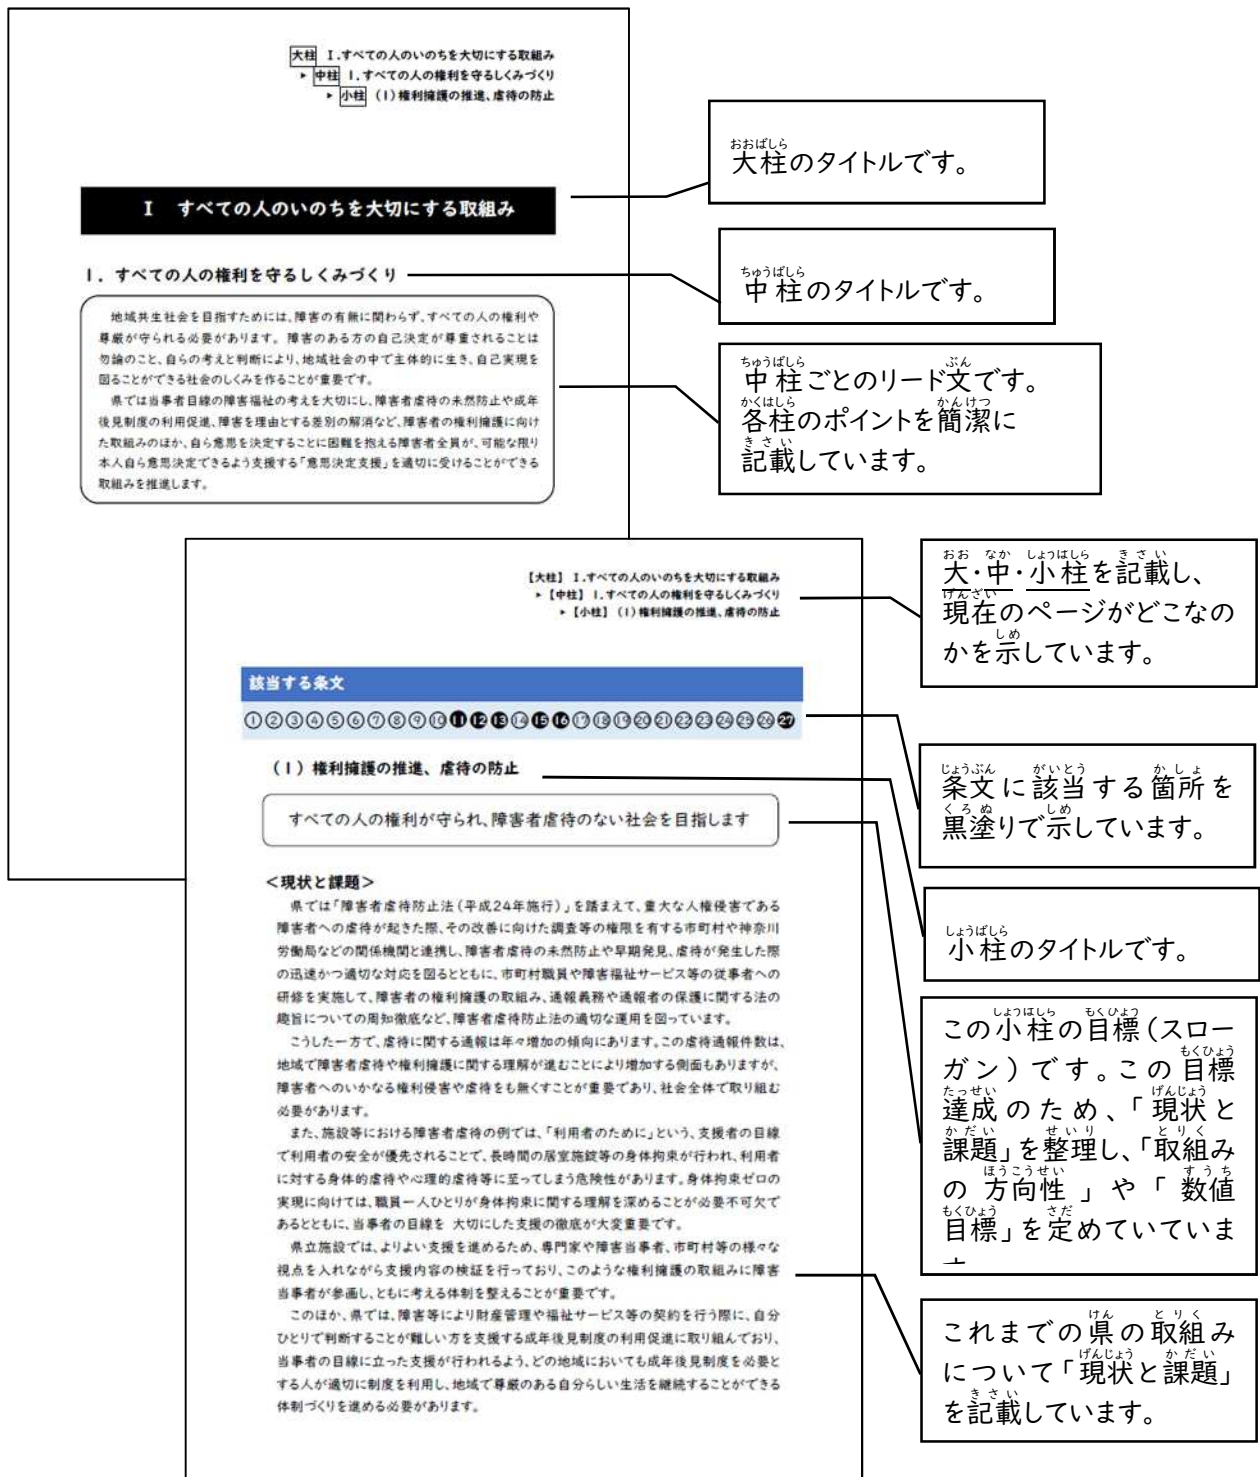 大柱 Ⅰ.すべての人のいのちを大切にする取組み
▸ 中柱 1.すべての人の権利を守るしくみづくり
▸ 小柱 (1)権利擁護の推進、虐待の防止
Ⅰ すべての人のいのちを大切にする取組み
1. すべての人の権利を守るしくみづくり
地域共生社会を目指すためには、障害の有無に関わらず、すべての人の権利や
尊厳が守られる必要があります。障害のある方の自己決定が尊重されることは
勿論のこと、自らの考えと判断により、地域社会の中で主体的に生き、自己実現を
図ることができる社会のしくみを作ることが重要です。
県では当事者目線の障害福祉の考えを大切にし、障害者虐待の未然防止や成年
後見制度の利用促進、障害を理由とする差別の解消など、障害者の権利擁護に向け
た取組みのほか、自ら意思を決定することに困難を抱える障害者全員が、可能な限り
本人自ら意思決定できるよう支援する「意思決定支援」を適切に受けることができる
取組みを推進します。
おおばしら
大柱のタイトルです。
ちゅうばしら
中柱のタイトルです。
ちゅうばしら ぶん
中柱ごとのリード文です。
かくはしら かんけつ
各柱のポイントを簡潔に
きさい
記載しています。
【大柱】 Ⅰ.すべての人のいのちを大切にする取組み
▸ 【中柱】 1.すべての人の権利を守るしくみづくり
▸ 【小柱】 (1)権利擁護の推進、虐待の防止
該当する条文
①②③④⑤⑥⑦⑧⑨⑩⓫⓬⓭⑭⓯⓰⑰⑱⑲⑳㉑㉒㉓㉔㉕㉖㉗
(1)権利擁護の推進、虐待の防止
すべての人の権利が守られ、障害者虐待のない社会を目指します
<現状と課題>
県では「障害者虐待防止法(平成24年施行)」を踏まえて、重大な人権侵害である
障害者への虐待が起きた際、その改善に向けた調査等の権限を有する市町村や神奈川
労働局などの関係機関と連携し、障害者虐待の未然防止や早期発見、虐待が発生した際
の迅速かつ適切な対応を図るとともに、市町村職員や障害福祉サービス等の従事者への
研修を実施して、障害者の権利擁護の取組み、通報義務や通報者の保護に関する法の
趣旨についての周知徹底など、障害者虐待防止法の適切な運用を図っています。
こうした一方で、虐待に関する通報は年々増加の傾向にあります。この虐待通報件数は、
地域で障害者虐待や権利擁護に関する理解が進むことにより増加する側面もありますが、
障害者へのいかなる権利侵害や虐待をも無くすことが重要であり、社会全体で取り組む
必要があります。
また、施設等における障害者虐待の例では、「利用者のために」という、支援者の目線
で利用者の安全が優先されることで、長時間の居室施錠等の身体拘束が行われ、利用者
に対する身体的虐待や心理的虐待等に至ってしまう危険性があります。身体拘束ゼロの
実現に向けては、職員一人ひとりが身体拘束に関する理解を深めることが必要不可欠で
あるとともに、当事者の目線を 大切にした支援の徹底が大変重要です。
県立施設では、よりよい支援を進めるため、専門家や障害当事者、市町村等の様々な
視点を入れながら支援内容の検証を行っており、このような権利擁護の取組みに障害
当事者が参画し、ともに考える体制を整えることが重要です。
このほか、県では、障害等により財産管理や福祉サービス等の契約を行う際に、自分
ひとりで判断することが難しい方を支援する成年後見制度の利用促進に取り組んでおり、
当事者の目線に立った支援が行われるよう、どの地域においても成年後見制度を必要と
する人が適切に制度を利用し、地域で尊厳のある自分らしい生活を継続することができる
体制づくりを進める必要があります。
おお なか しょうはしら きさい
大・中・小柱を記載し、
げんざい
現在のページがどこなの
しめ
かを示しています。
じょうぶん がいとう かしょ
条文に該当する箇所を
くろぬ しめ
黒塗りで示しています。
しょうばしら
小柱のタイトルです。
しょうはしら もくひょう
この小柱の目標(スロー
もくひょう
ガン)です。この目標
たっせい げんじょう
達成のため、「現状と
かだい せいり とりく
課題」を整理し、「取組み
ほうこうせい すうち
の方向性」や「数値
もくひょう さだ
目標」を定めていていま
けん とりく
これまでの県の取組み
げんじょう かだい
について「現状と課題」
きさい
を記載しています。